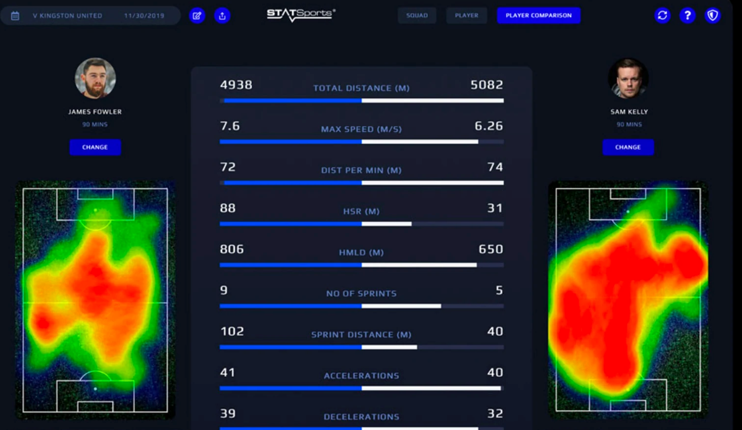 V KINGSTON UNITED 11/30/2019
STATSports
SQUAD PLAYER PLAYER COMPARISON
?
JAMES FOWLER
90 MINS
CHANGE
4938 TOTAL DISTANCE (M) 5082
7.6 MAX SPEED (M/S) 6.26
72 DIST PER MIN (M) 74
88 HSR (M) 31
806 HMLD (M) 650
9 NO OF SPRINTS 5
102 SPRINT DISTANCE (M) 40
41 ACCELERATIONS 40
39 DECELERATIONS 32
SAM KELLY
90 MINS
CHANGE